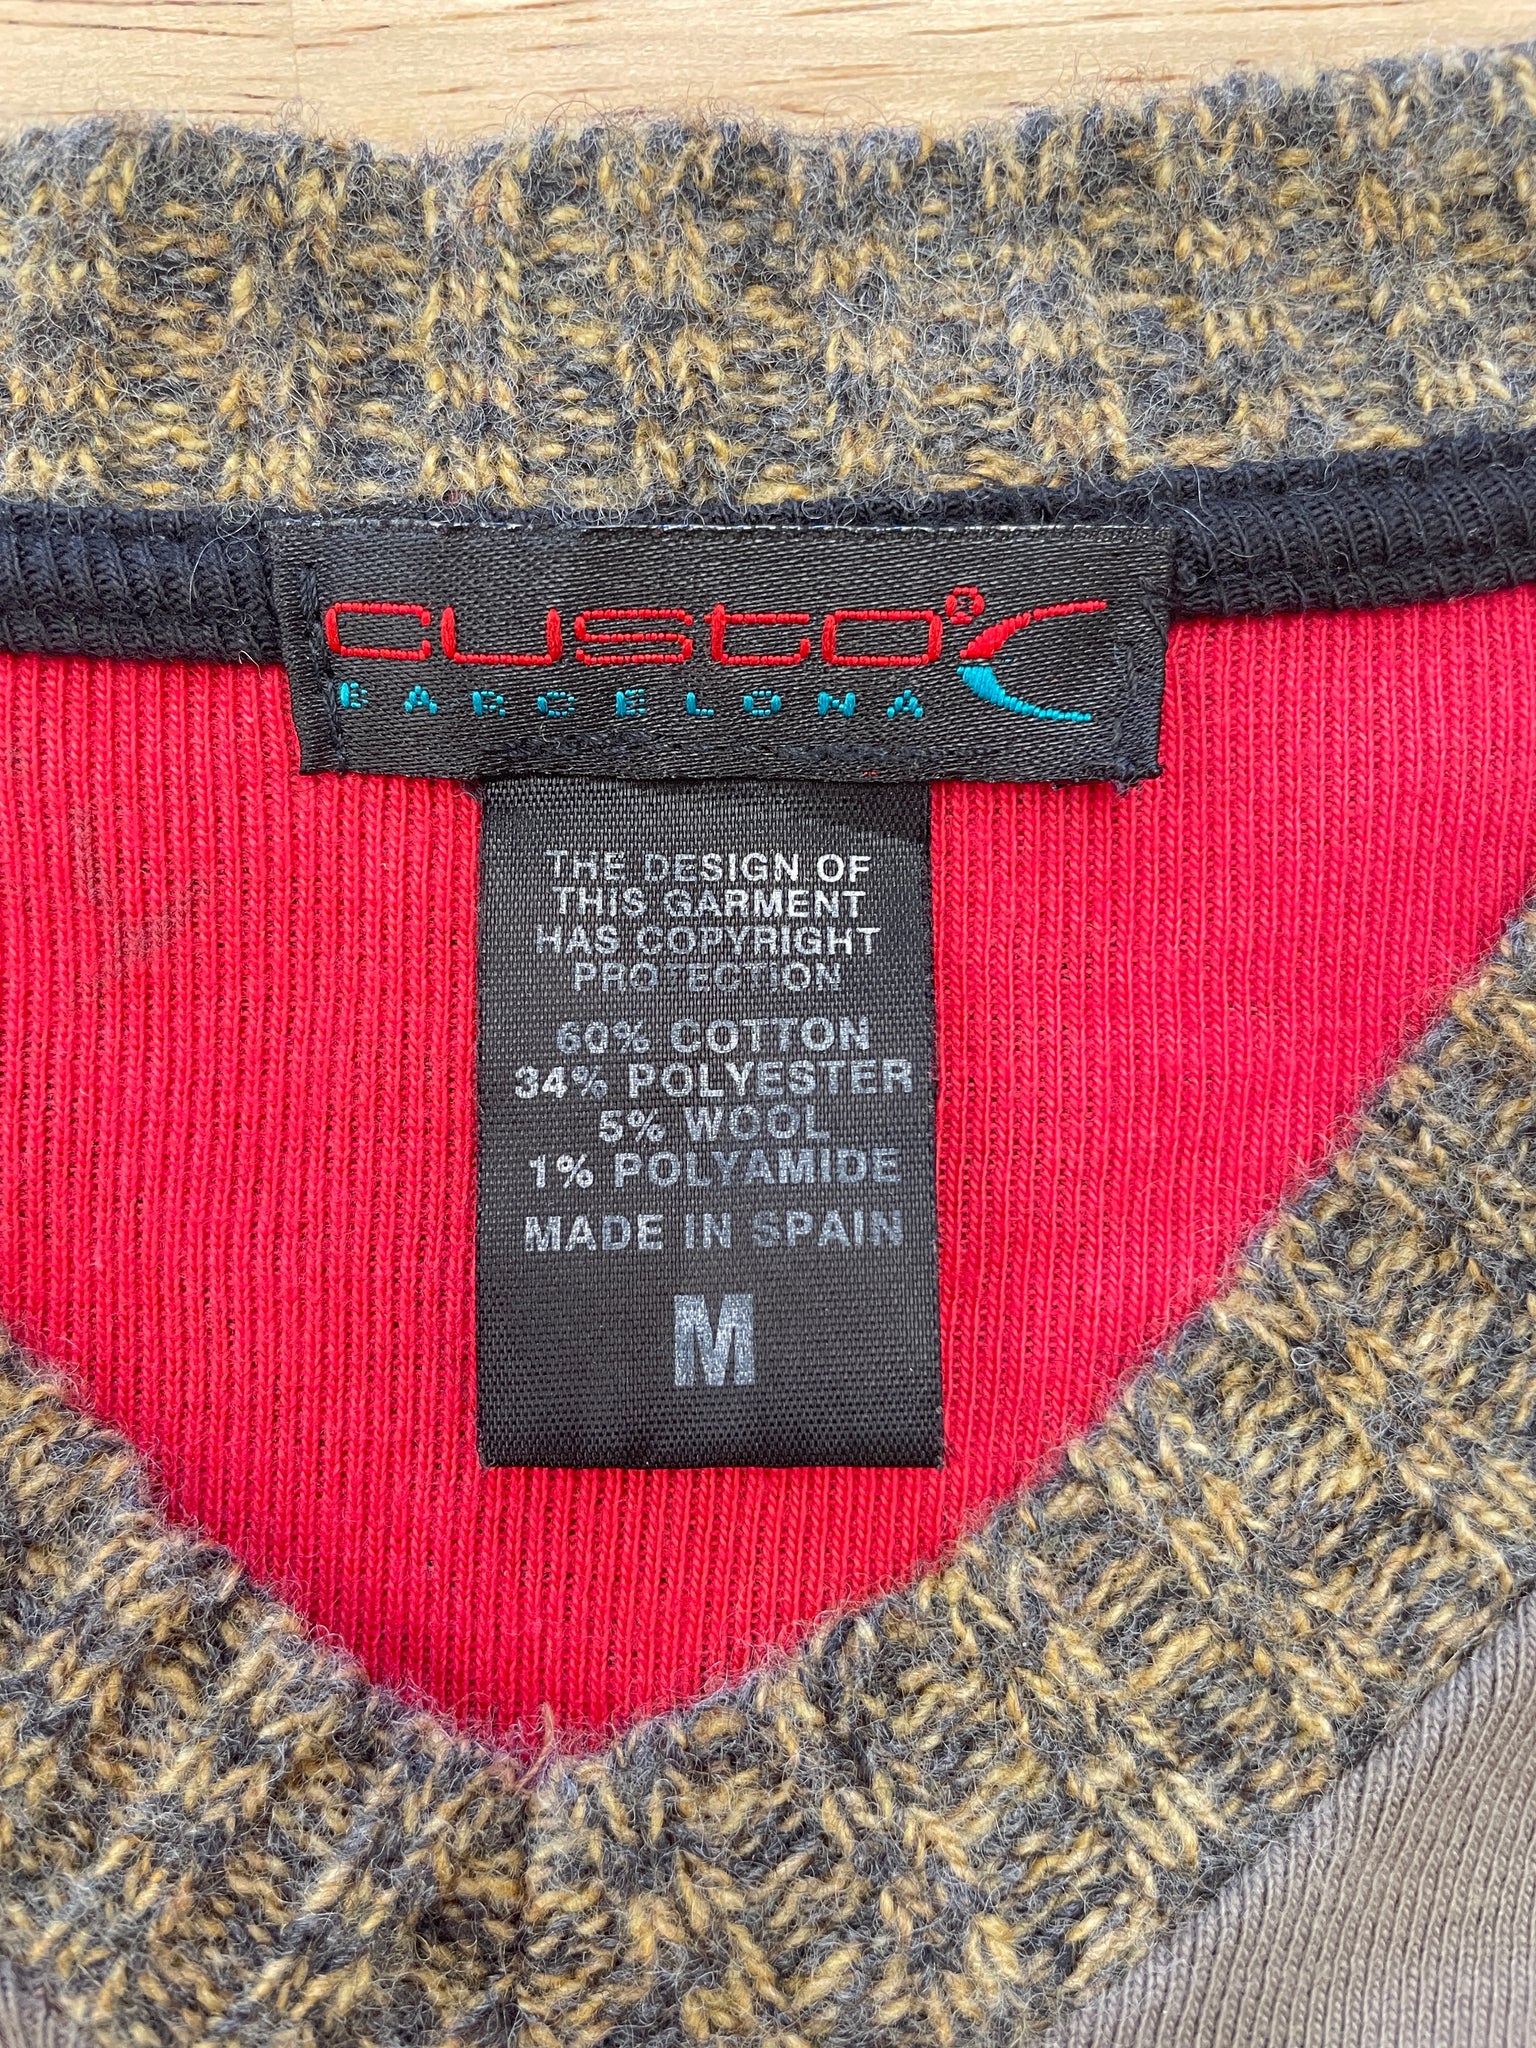 custo®
BARCELONA
THE DESIGN OF
THIS GARMENT
HAS COPYRIGHT
PROTECTION
60% COTTON
34% POLYESTER
5% WOOL
1% POLYAMIDE
MADE IN SPAIN
M